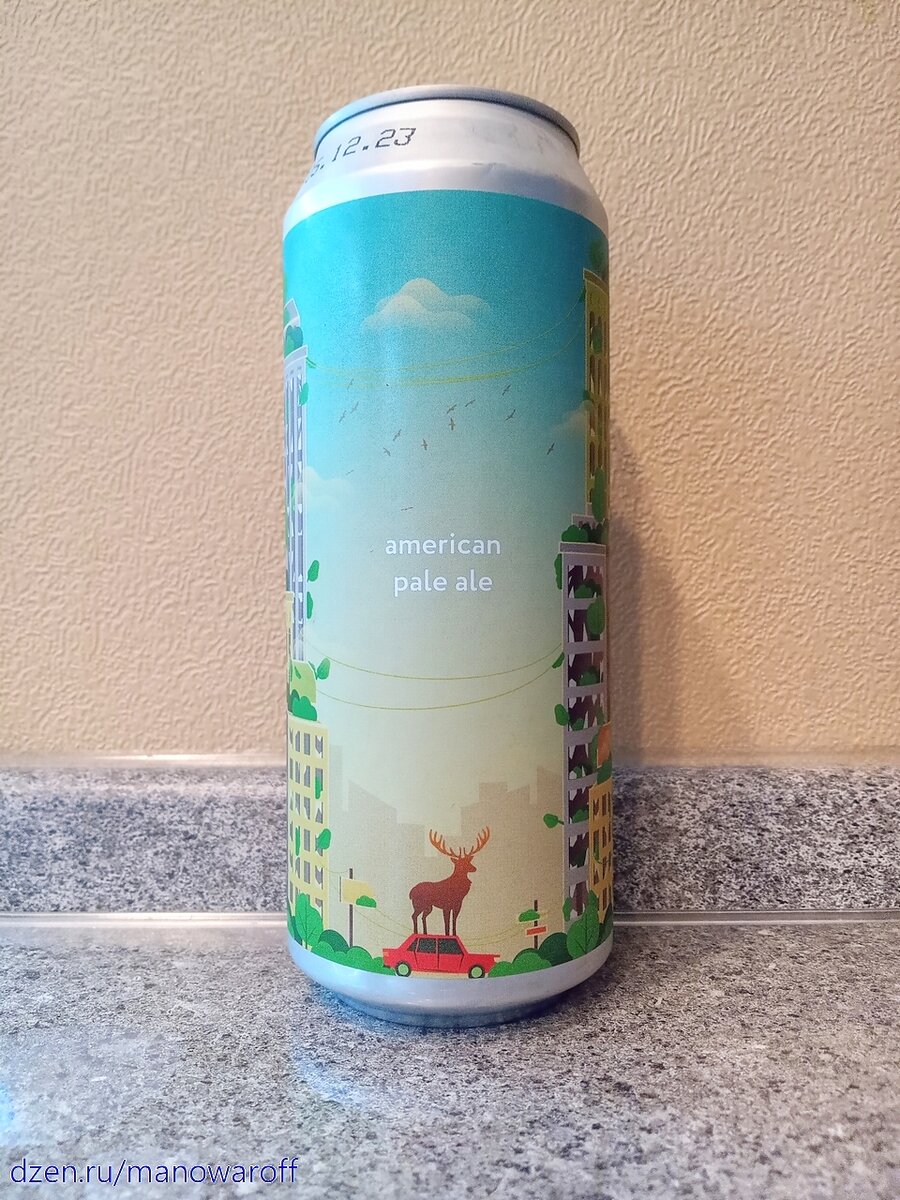 .12.23
american
pale ale
dzen.ru/manowaroff